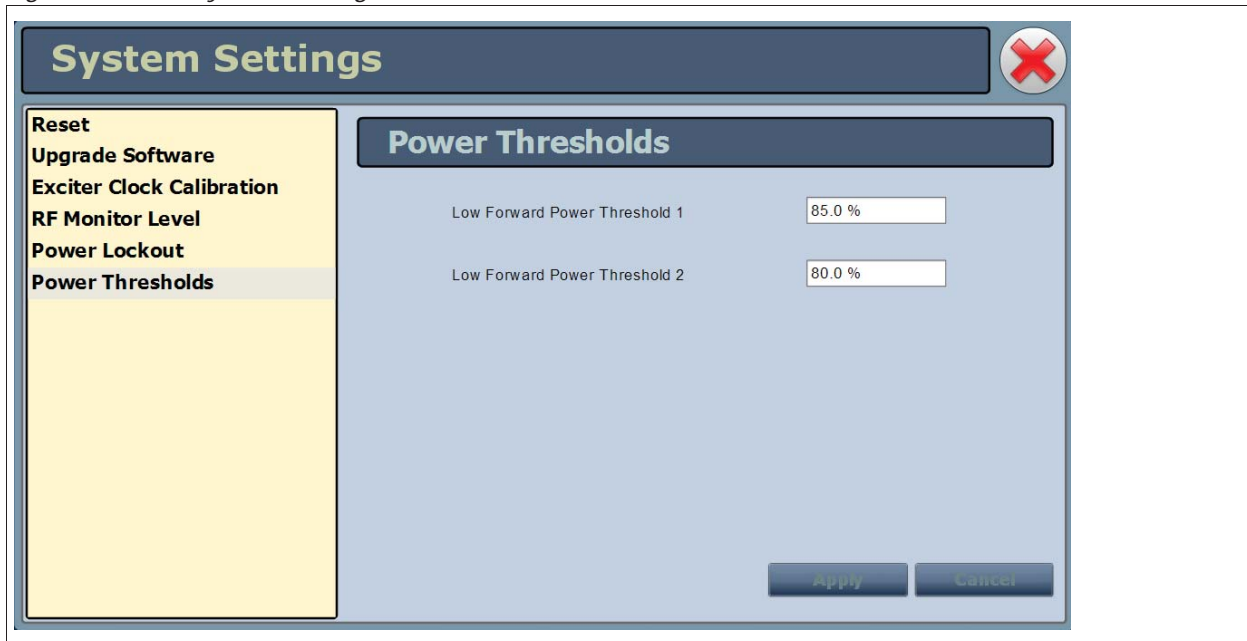 System Settings
Reset
Upgrade Software
Exciter Clock Calibration
RF Monitor Level
Power Lockout
Power Thresholds
Power Thresholds
Low Forward Power Threshold 1
85.0 %
Low Forward Power Threshold 2
80.0 %
Apply
Cancel